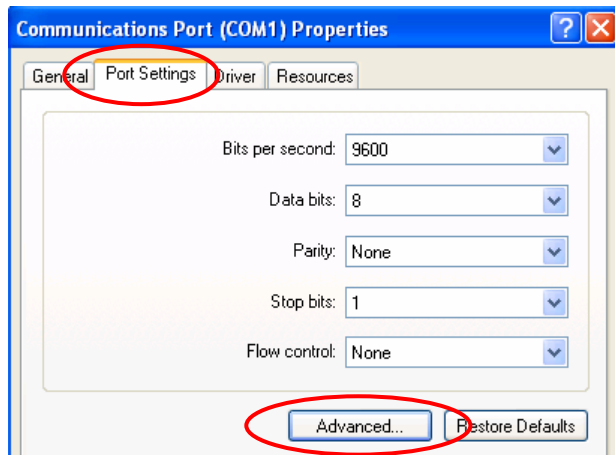 Communications Port (COM1) Properties
General Port Settings Driver Resources
Bits per second: 9600
Data bits: 8
Parity: None
Stop bits: 1
Flow control: None
Advanced... Restore Defaults